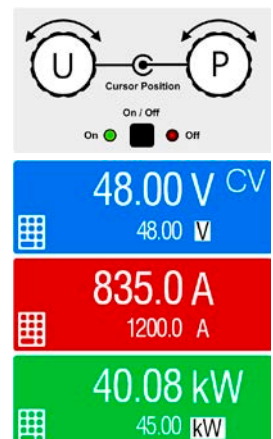 U P
Cursor Position
On / Off
On Off
48.00 V CV
48.00 V
835.0 A
1200.0 A
40.08 kW
45.00 kW